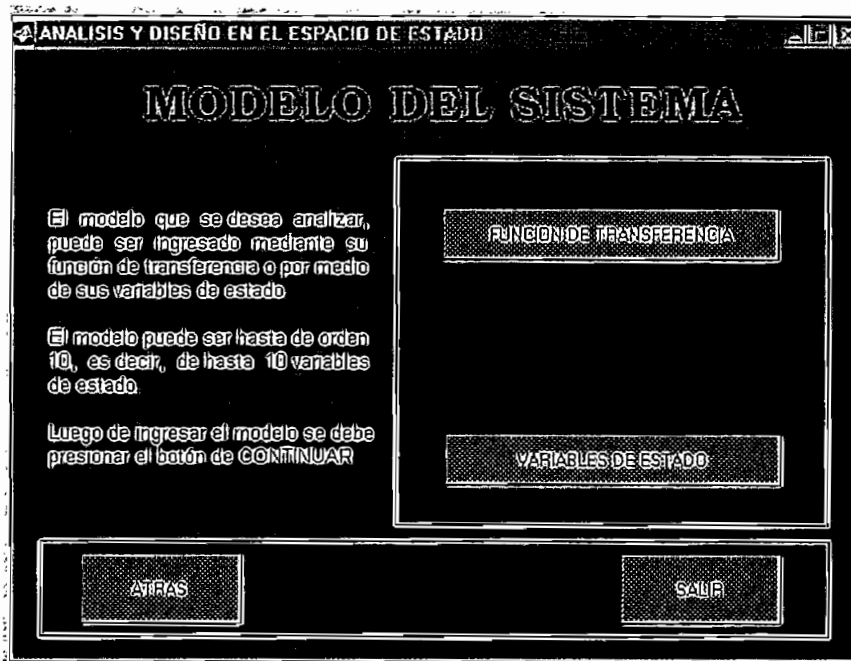 ANALISIS Y DISEÑO EN EL ESPACIO DE ESTADO
MODELO DEL SISTEMA
El modelo que se desea analizar,
puede ser ingresado mediante su
función de transferencia o por medio
de sus variables de estado
El modelo puede ser hasta de orden
10, es decir, de hasta 10 variables
de estado.
Luego de ingresar el modelo se debe
presionar el botón de CONTINUAR
FUNCION DE TRANSFERENCIA
VARIABLES DE ESTADO
ATRAS
SALIR